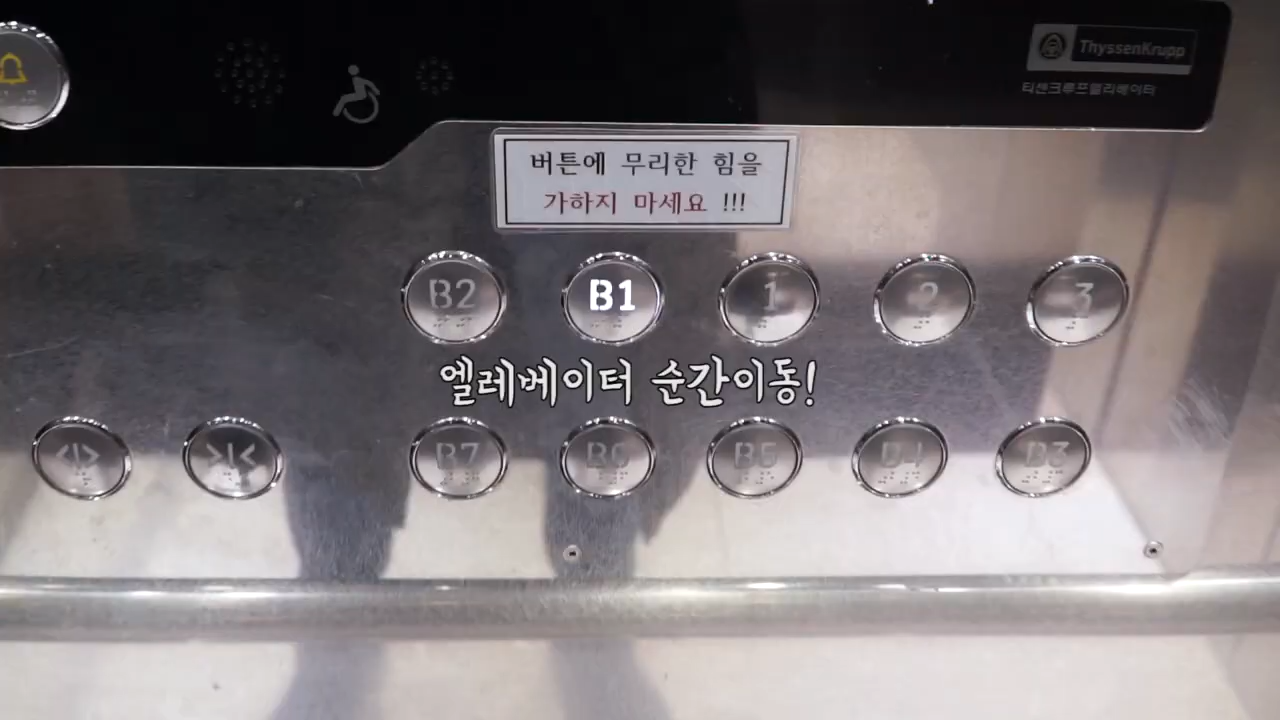 ThyssenKrupp
티센크루프엘리베이터
버튼에 무리한 힘을
가하지 마세요 !!!
B2 B1 1 2 3
엘레베이터 순간이동!
<|> >|< B7 B6 B5 B4 B3